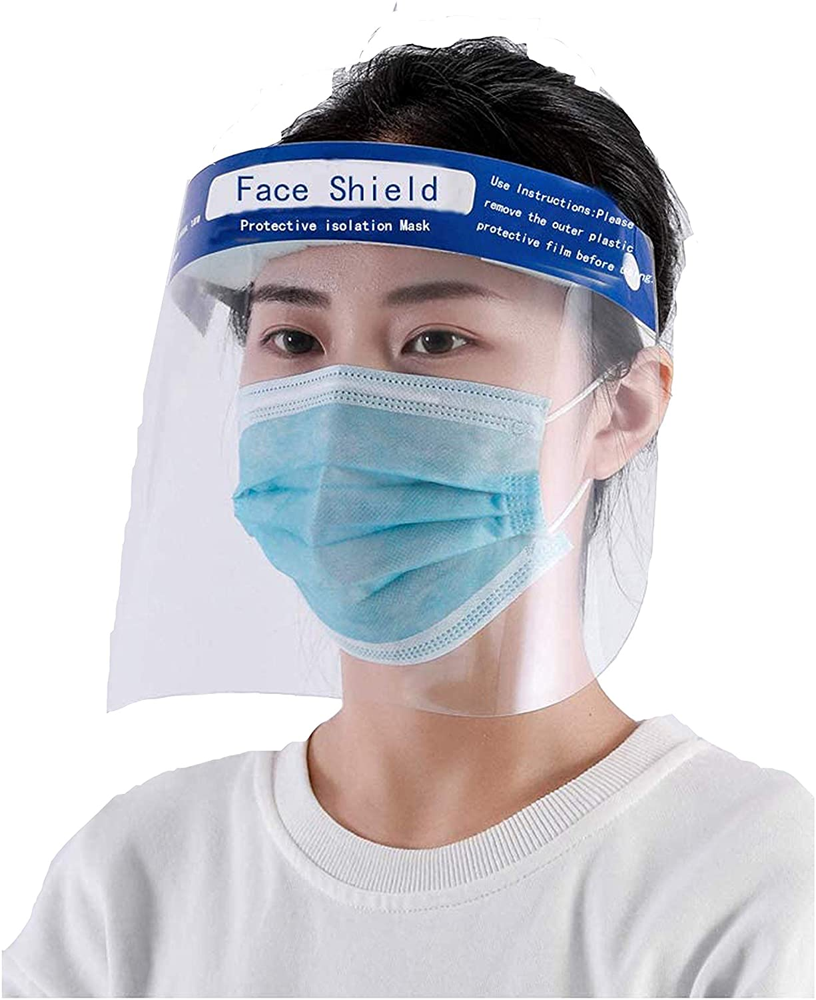 Face Shield
Protective isolation Mask
Use Instructions:Please
remove the outer plastic
protective film before